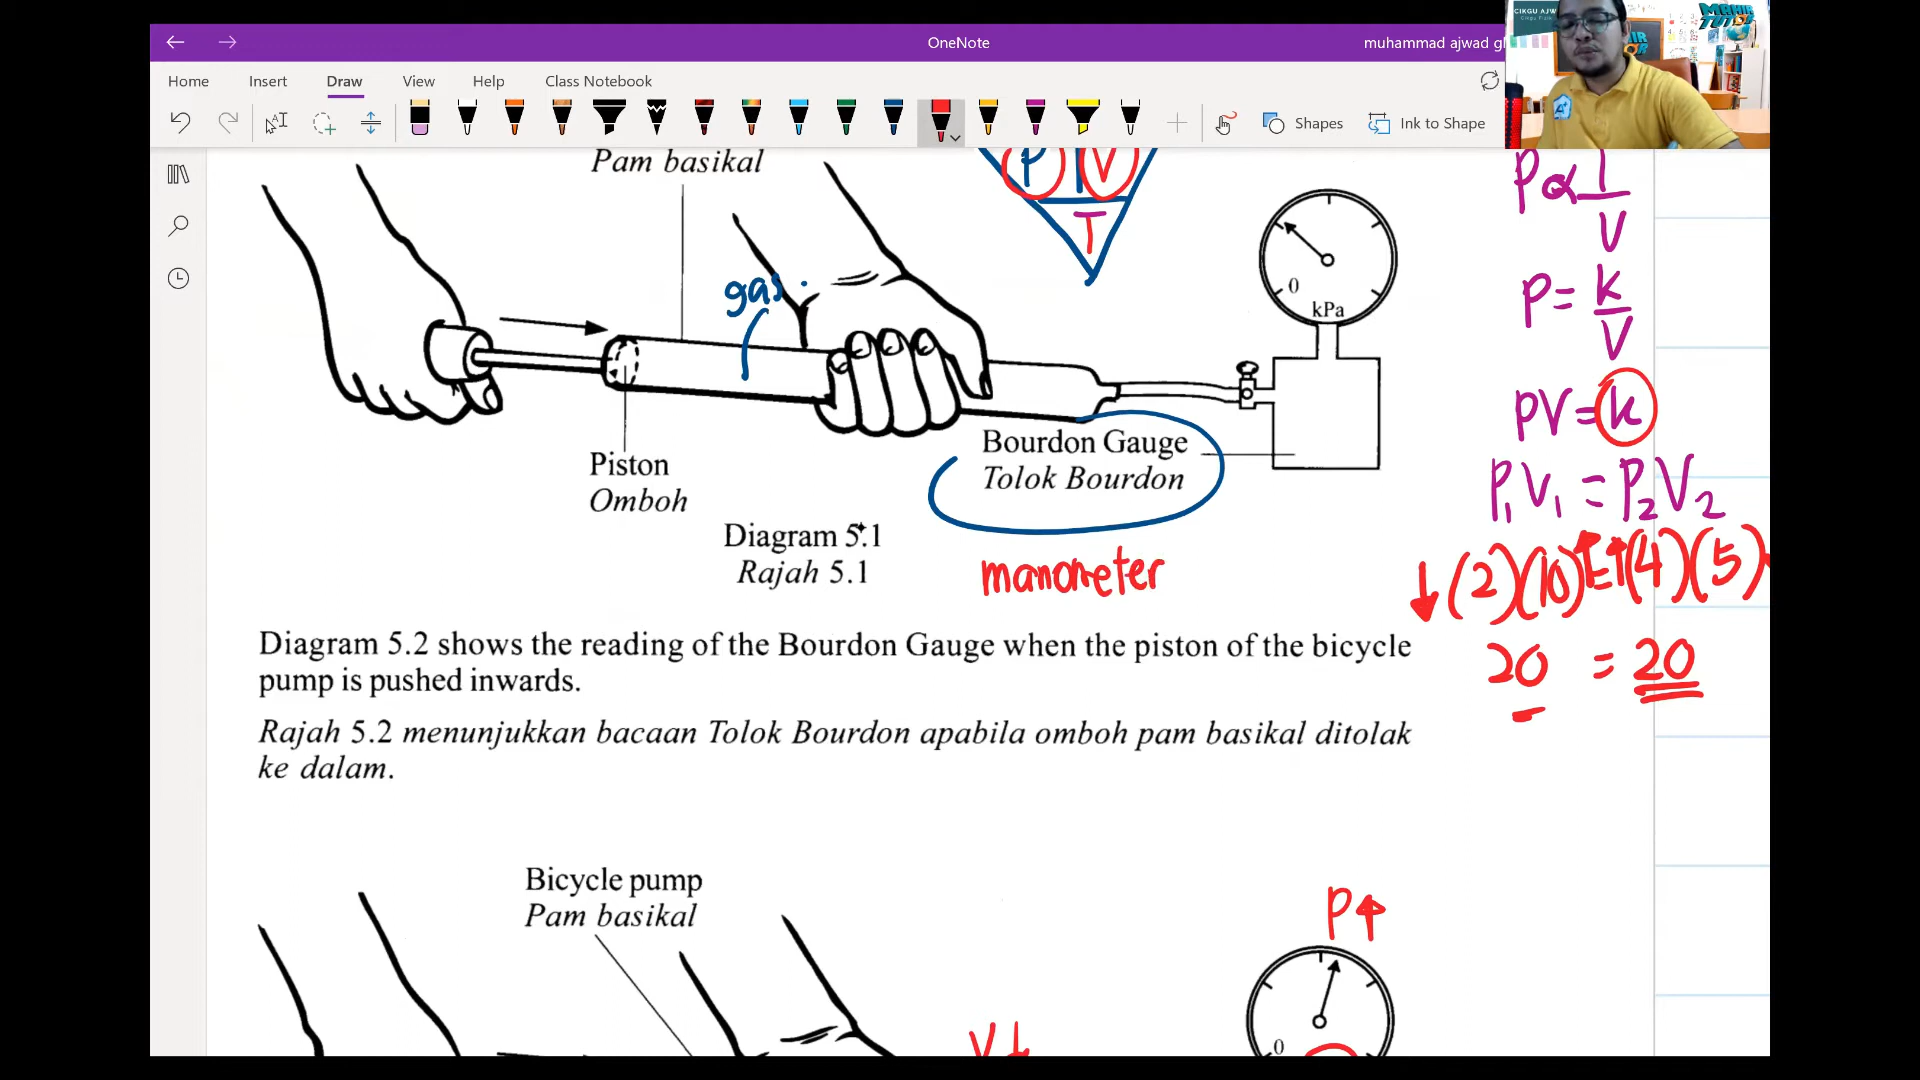 OneNote
muhammad ajwad
CIKGU AJW
Home Insert Draw View Help Class Notebook
Shapes Ink to Shape
Pam basikal
P V
T
gas
0
kPa
Piston
Omboh
Bourdon Gauge
Tolok Bourdon
Diagram 5.1
Rajah 5.1
manometer
P ∝ 1/V
P = k/V
PV = k
P₁V₁ = P₂V₂
↓(2)(10)↑ = ↑(4)(5)
20 = 20
Diagram 5.2 shows the reading of the Bourdon Gauge when the piston of the bicycle
pump is pushed inwards.
Rajah 5.2 menunjukkan bacaan Tolok Bourdon apabila omboh pam basikal ditolak
ke dalam.
Bicycle pump
Pam basikal
P↑
0
V↓